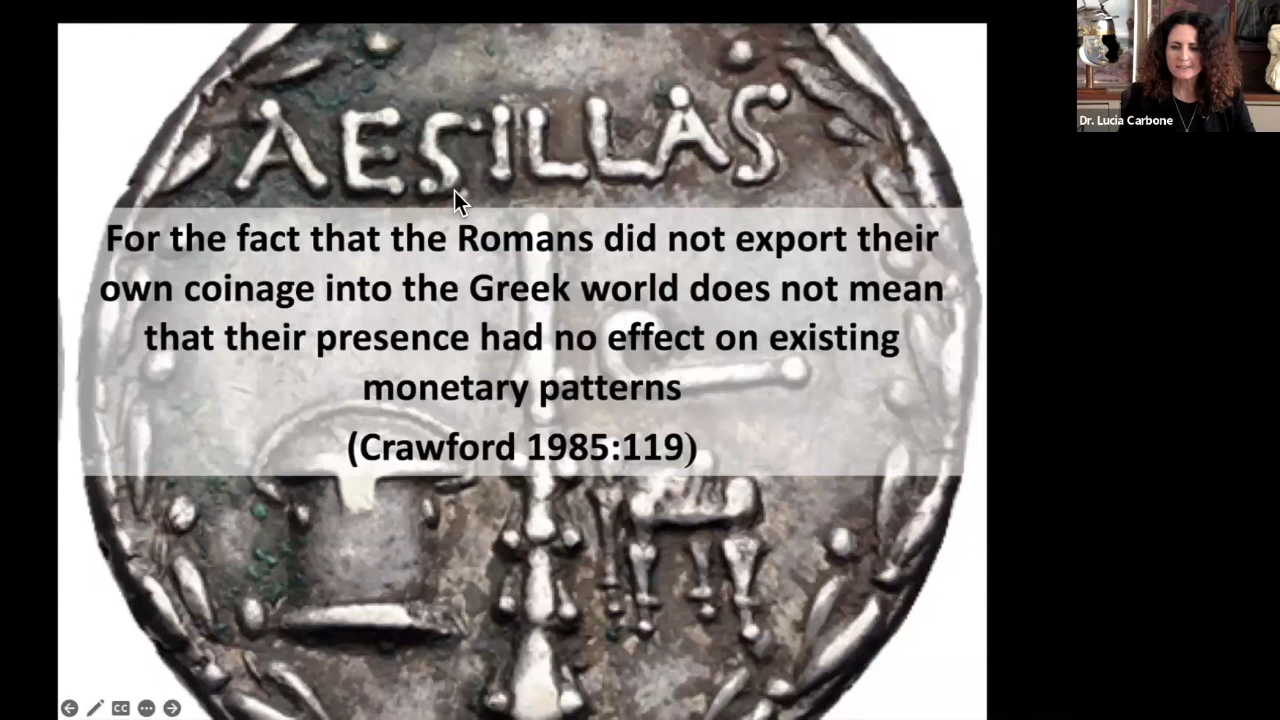 AESILLAS
For the fact that the Romans did not export their
own coinage into the Greek world does not mean
that their presence had no effect on existing
monetary patterns
(Crawford 1985:119)
Dr. Lucia Carbone
CC